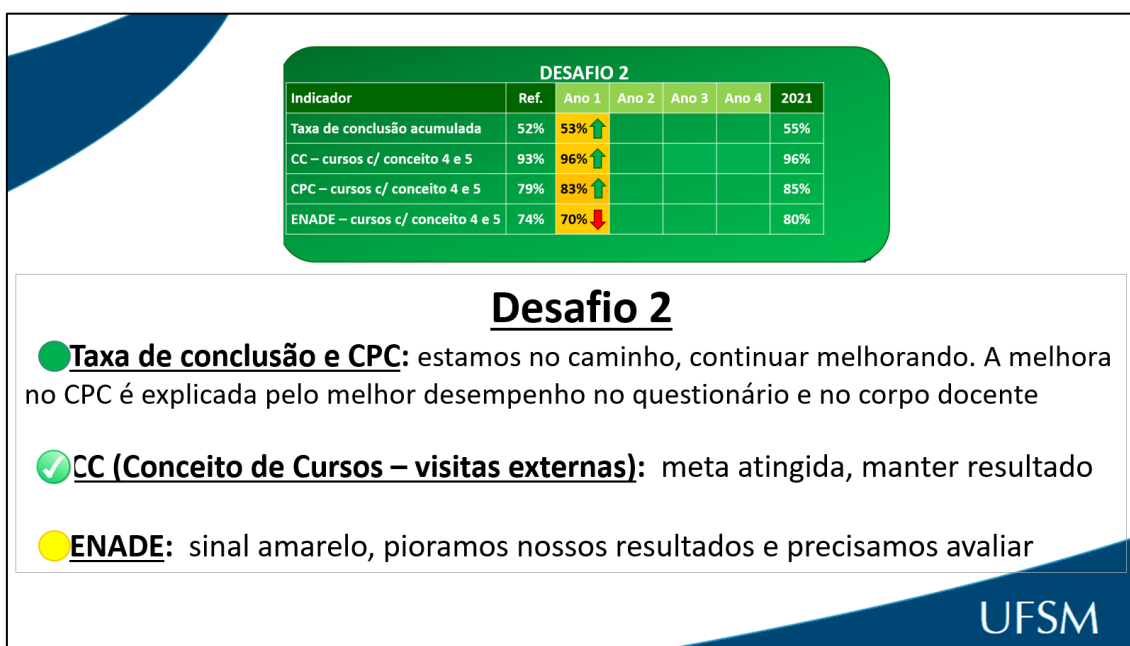 DESAFIO 2
Indicador Ref. Ano 1 Ano 2 Ano 3 Ano 4 2021
Taxa de conclusão acumulada 52% 53% 55%
CC – cursos c/ conceito 4 e 5 93% 96% 96%
CPC – cursos c/ conceito 4 e 5 79% 83% 85%
ENADE – cursos c/ conceito 4 e 5 74% 70% 80%
Desafio 2
Taxa de conclusão e CPC: estamos no caminho, continuar melhorando. A melhora
no CPC é explicada pelo melhor desempenho no questionário e no corpo docente
CC (Conceito de Cursos – visitas externas): meta atingida, manter resultado
ENADE: sinal amarelo, pioramos nossos resultados e precisamos avaliar
UFSM